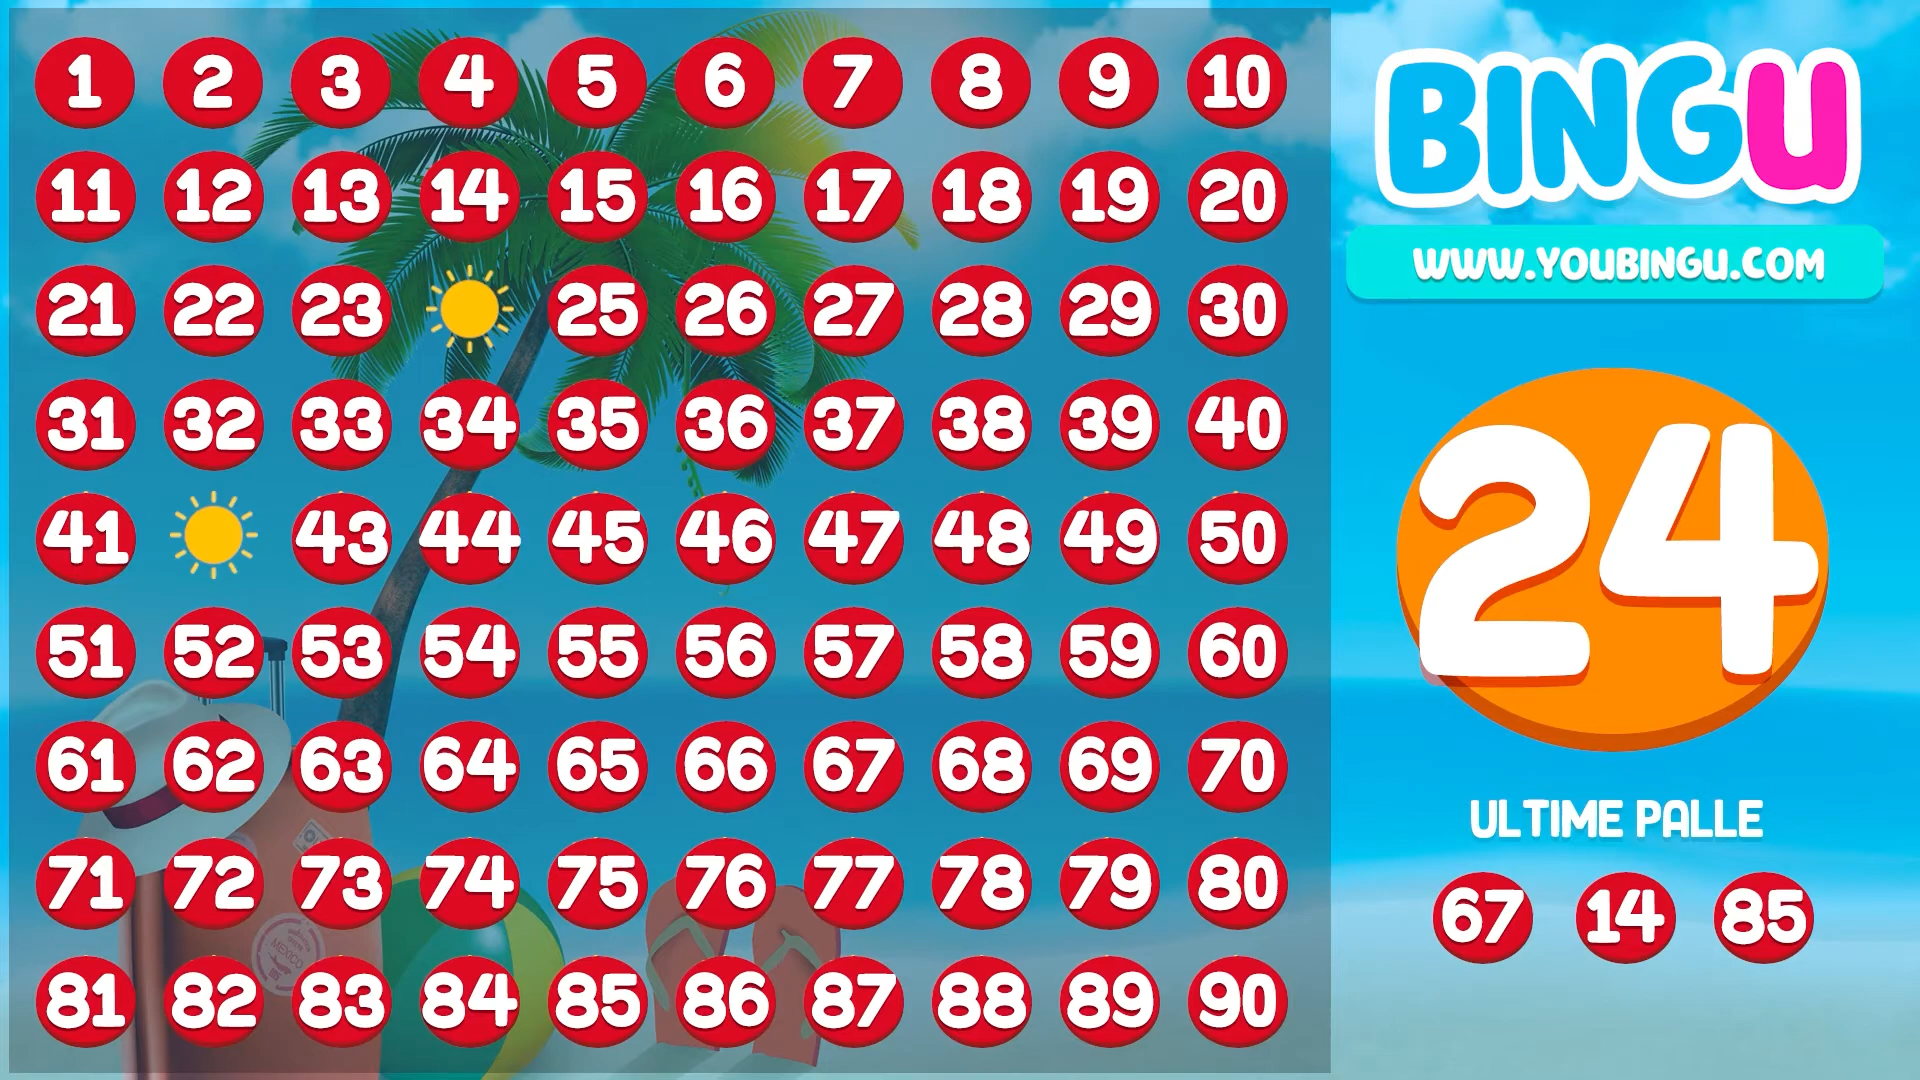 1 2 3 4 5 6 7 8 9 10
11 12 13 14 15 16 17 18 19 20
21 22 23 25 26 27 28 29 30
31 32 33 34 35 36 37 38 39 40
41 43 44 45 46 47 48 49 50
51 52 53 54 55 56 57 58 59 60
61 62 63 64 65 66 67 68 69 70
71 72 73 74 75 76 77 78 79 80
81 82 83 84 85 86 87 88 89 90
MEXICO
BINGU
WWW.YOUBINGU.COM
24
ULTIME PALLE
67 14 85